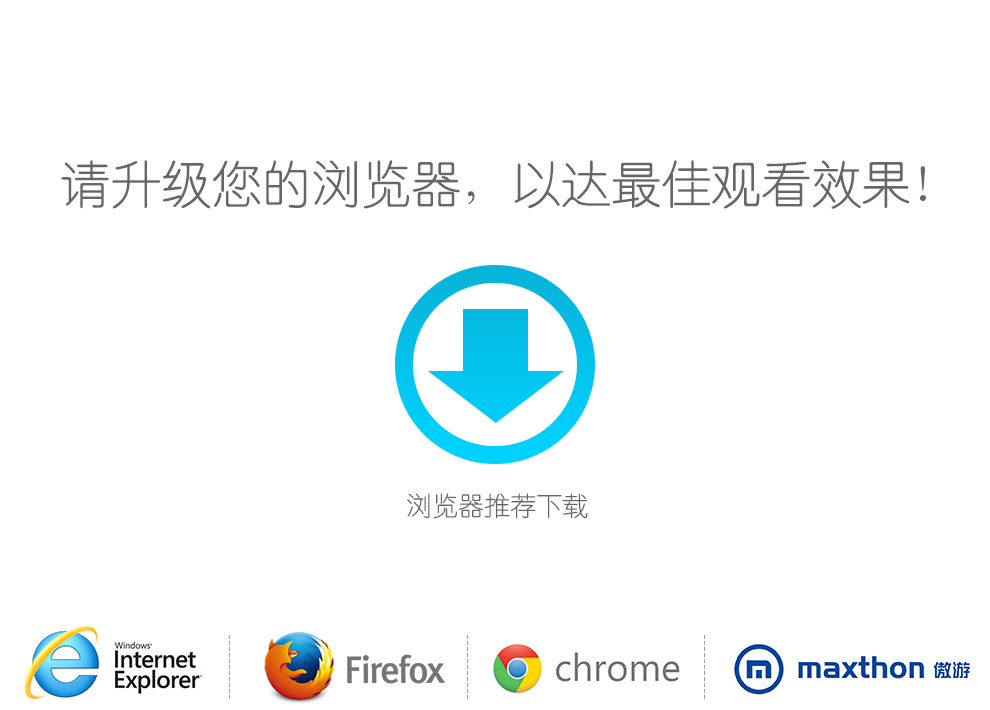 请升级您的浏览器，以达最佳观看效果！
浏览器推荐下载
Windows®
Internet
Explorer
Firefox
chrome
maxthon 傲游